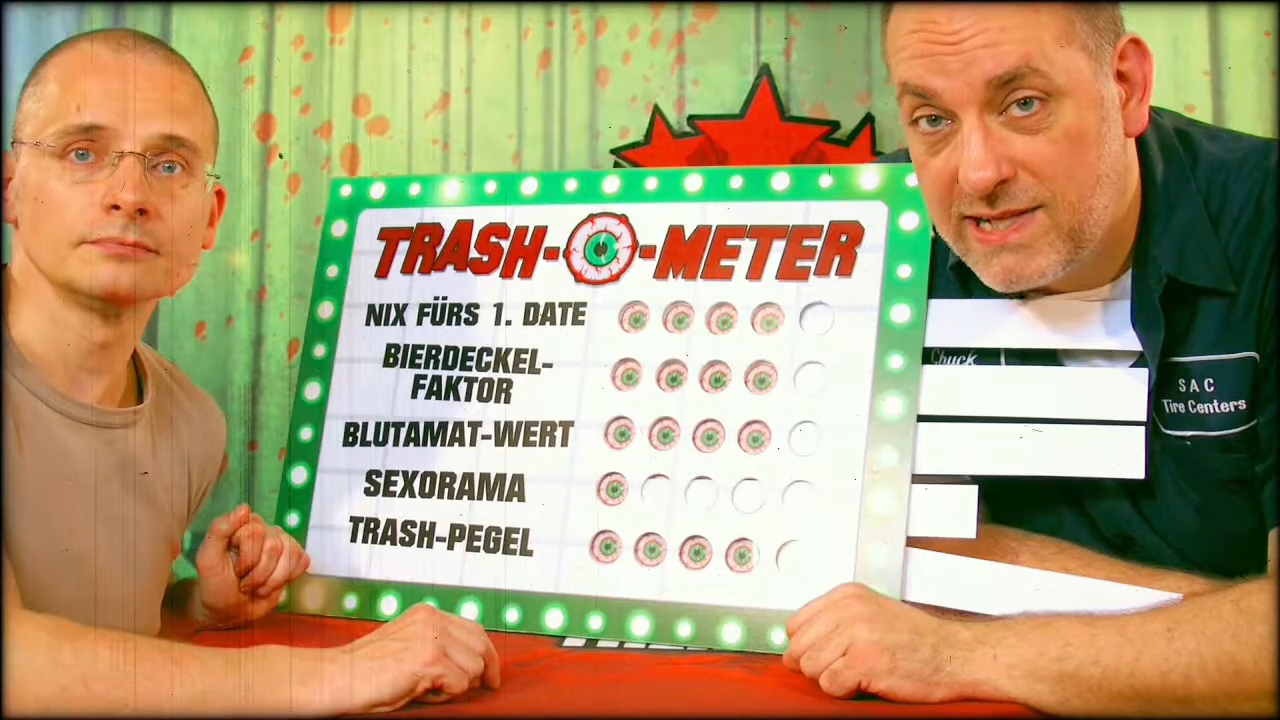 TRASH-O-METER
NIX FÜRS 1. DATE
BIERDECKEL-
FAKTOR
BLUTAMAT-WERT
SEXORAMA
TRASH-PEGEL
Chuck
SAC
Tire Centers